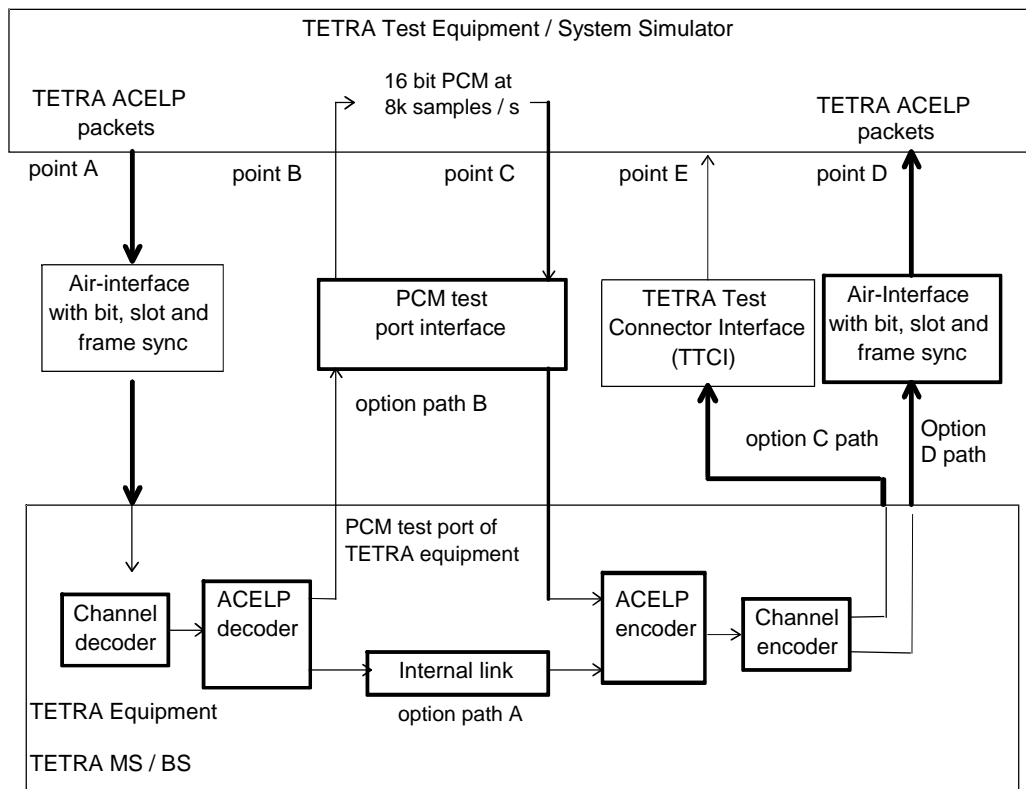 TETRA Test Equipment / System Simulator
16 bit PCM at
8k samples / s
TETRA ACELP
packets
TETRA ACELP
packets
point A
point B
point C
point E
point D
Air-interface
with bit, slot and
frame sync
PCM test
port interface
TETRA Test
Connector Interface
(TTCI)
Air-Interface
with bit, slot and
frame sync
option path B
option C path
Option
D path
PCM test port of
TETRA equipment
Channel
decoder
ACELP
decoder
Internal link
option path A
ACELP
encoder
Channel
encoder
TETRA Equipment
TETRA MS / BS